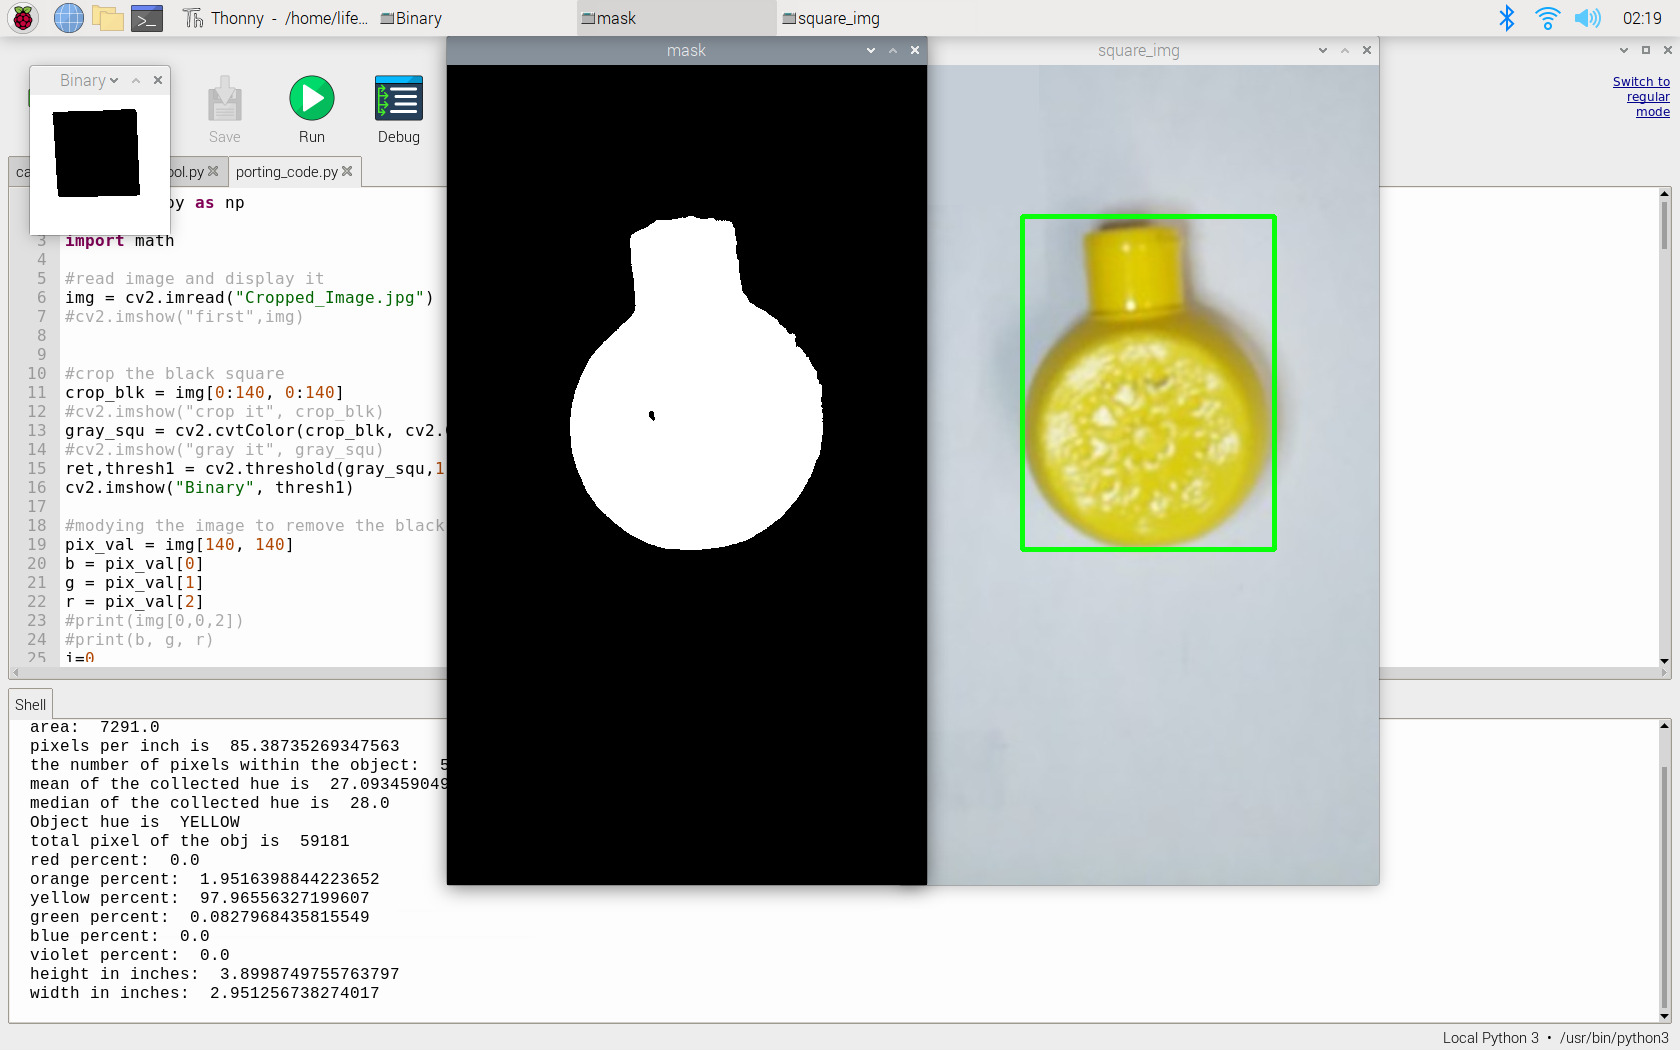 Thonny - /home/life...
Binary
mask
square_img
02:19
mask
square_img
Binary
Save
Run
Debug
Switch to
regular
mode
ca
ool.py
porting_code.py
py as np
3 import math
4
5 #read image and display it
6 img = cv2.imread("Cropped_Image.jpg")
7 #cv2.imshow("first",img)
8
9
10 #crop the black square
11 crop_blk = img[0:140, 0:140]
12 #cv2.imshow("crop it", crop_blk)
13 gray_squ = cv2.cvtColor(crop_blk, cv2.
14 #cv2.imshow("gray it", gray_squ)
15 ret,thresh1 = cv2.threshold(gray_squ,1
16 cv2.imshow("Binary", thresh1)
17
18 #modying the image to remove the black
19 pix_val = img[140, 140]
20 b = pix_val[0]
21 g = pix_val[1]
22 r = pix_val[2]
23 #print(img[0,0,2])
24 #print(b, g, r)
25 i=0
Shell
area:  7291.0
pixels per inch is  85.38735269347563
the number of pixels within the object:  5
mean of the collected hue is  27.093459049
median of the collected hue is  28.0
Object hue is  YELLOW
total pixel of the obj is  59181
red percent:  0.0
orange percent:  1.9516398844223652
yellow percent:  97.96556327199607
green percent:  0.0827968435815549
blue percent:  0.0
violet percent:  0.0
height in inches:  3.8998749755763797
width in inches:  2.951256738274017
Local Python 3 • /usr/bin/python3